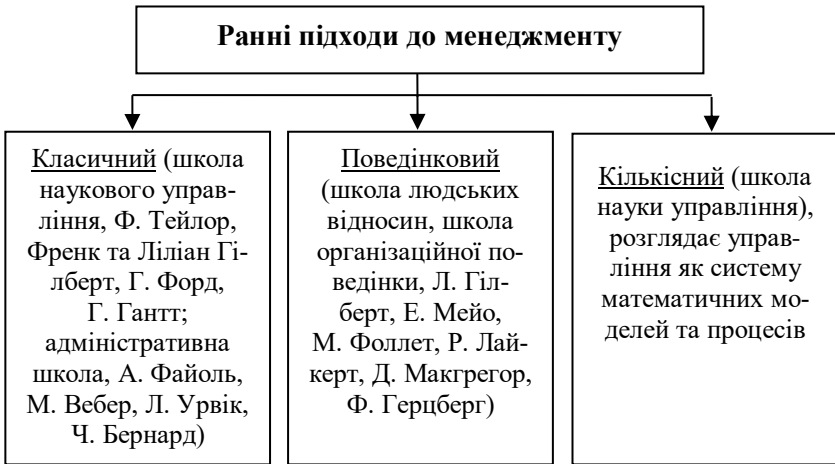 Ранні підходи до менеджменту
Класичний (школа
наукового управ-
ління, Ф. Тейлор,
Френк та Ліліан Гі-
лберт, Г. Форд,
Г. Гантт;
адміністративна
школа, А. Файоль,
М. Вебер, Л. Урвік,
Ч. Бернард)
Поведінковий
(школа людських
відносин, школа
організаційної по-
ведінки, Л. Гіл-
берт, Е. Мейо,
М. Фоллет, Р. Лай-
керт, Д. Макгрегор,
Ф. Герцберг)
Кількісний (школа
науки управління),
розглядає управ-
ління як систему
математичних мо-
делей та процесів